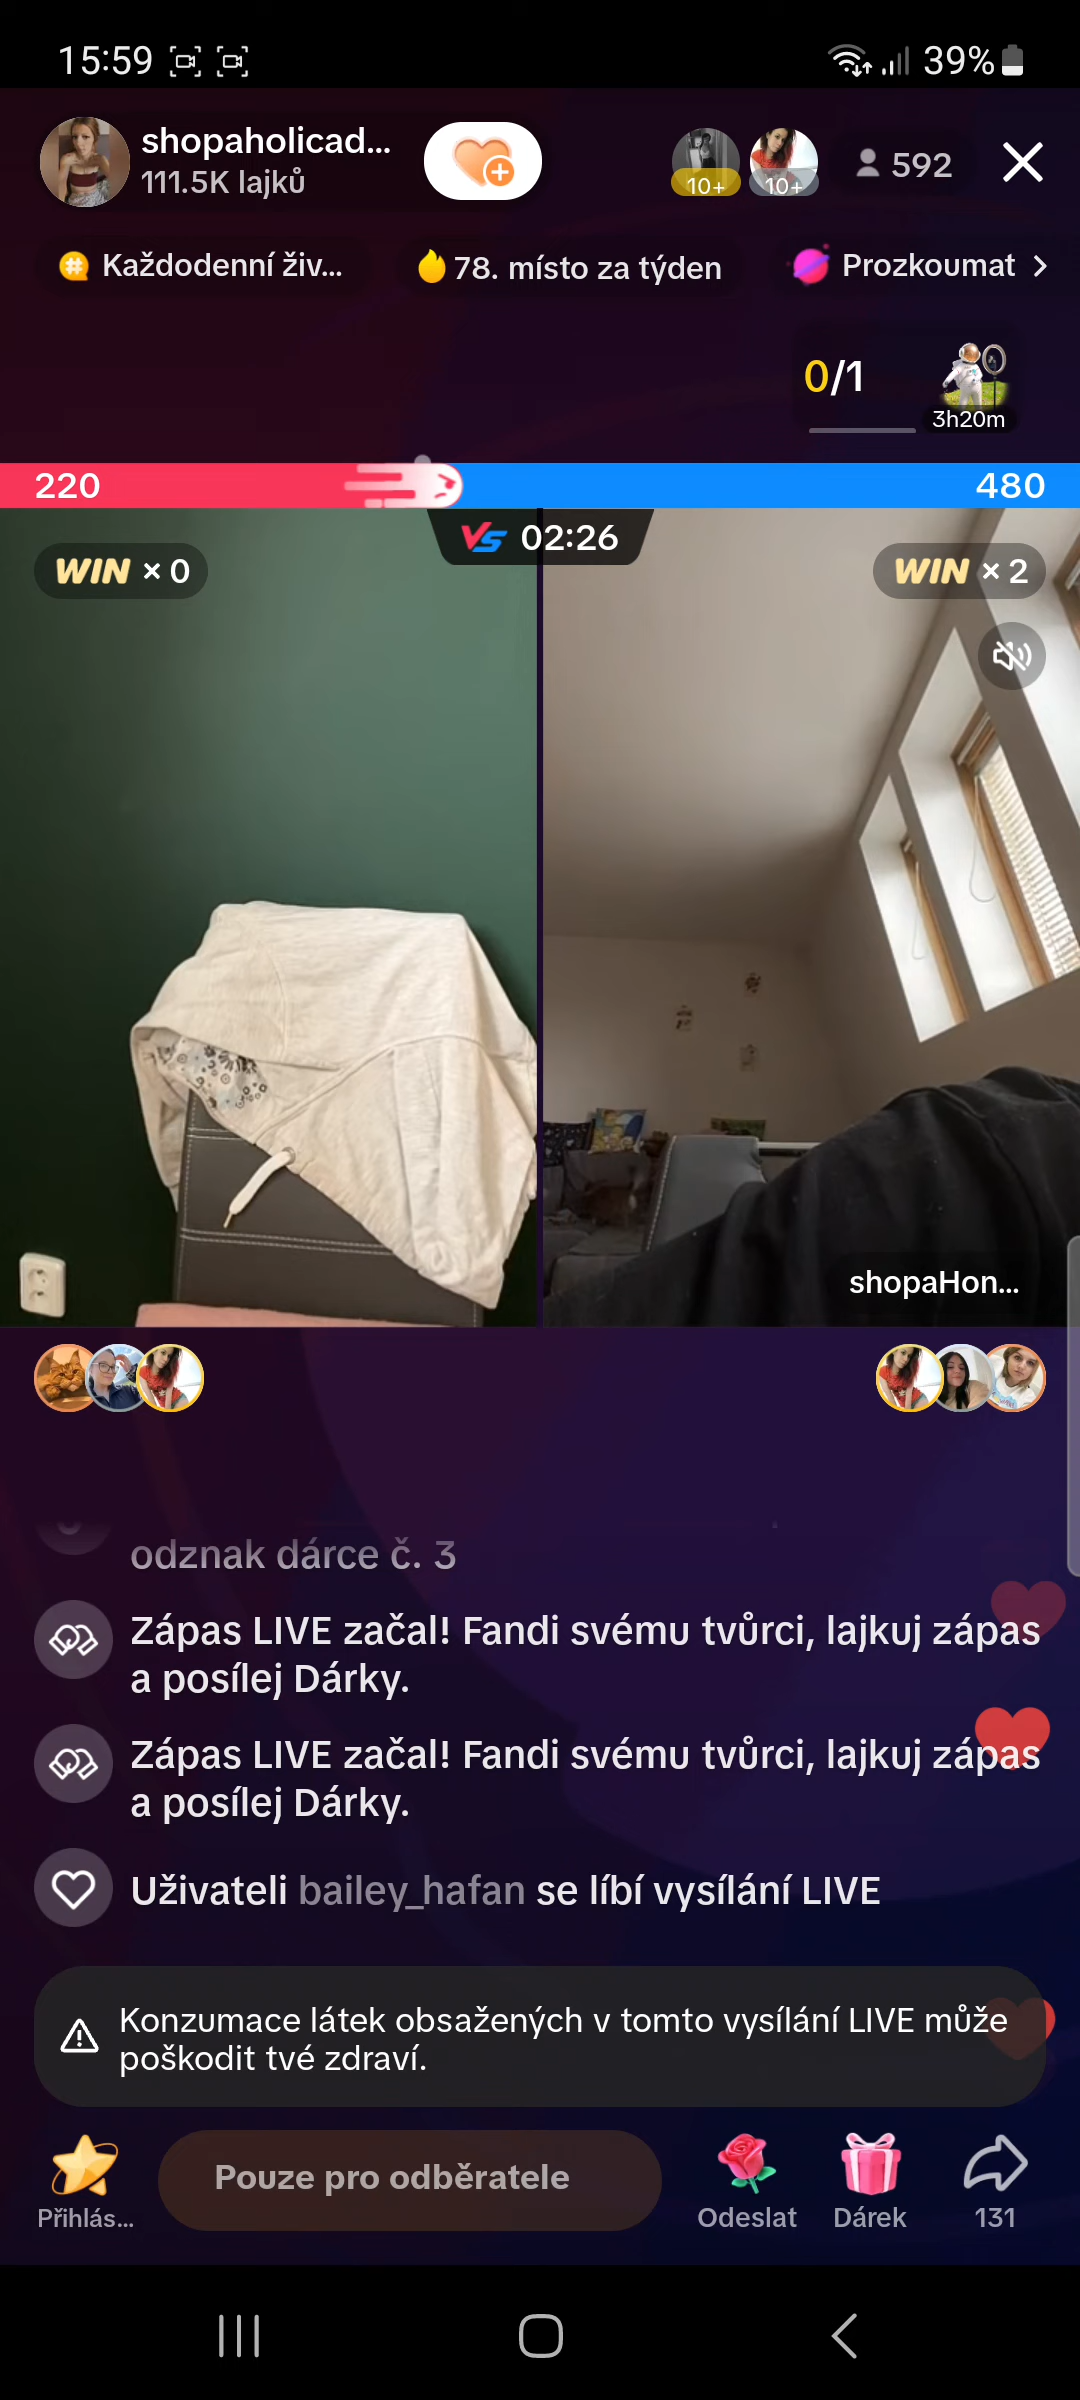 15:59
39%
shopaholicad...
111.5K lajků
10+
10+
592
Každodenní živ...
78. místo za týden
Prozkoumat
0/1
3h20m
220
480
VS 02:26
WIN × 0
WIN × 2
shopaHon...
odznak dárce č. 3
Zápas LIVE začal! Fandi svému tvůrci, lajkuj zápas
a posílej Dárky.
Zápas LIVE začal! Fandi svému tvůrci, lajkuj zápas
a posílej Dárky.
Uživateli bailey_hafan se líbí vysílání LIVE
Konzumace látek obsažených v tomto vysílání LIVE může
poškodit tvé zdraví.
Přihlás...
Pouze pro odběratele
Odeslat
Dárek
131